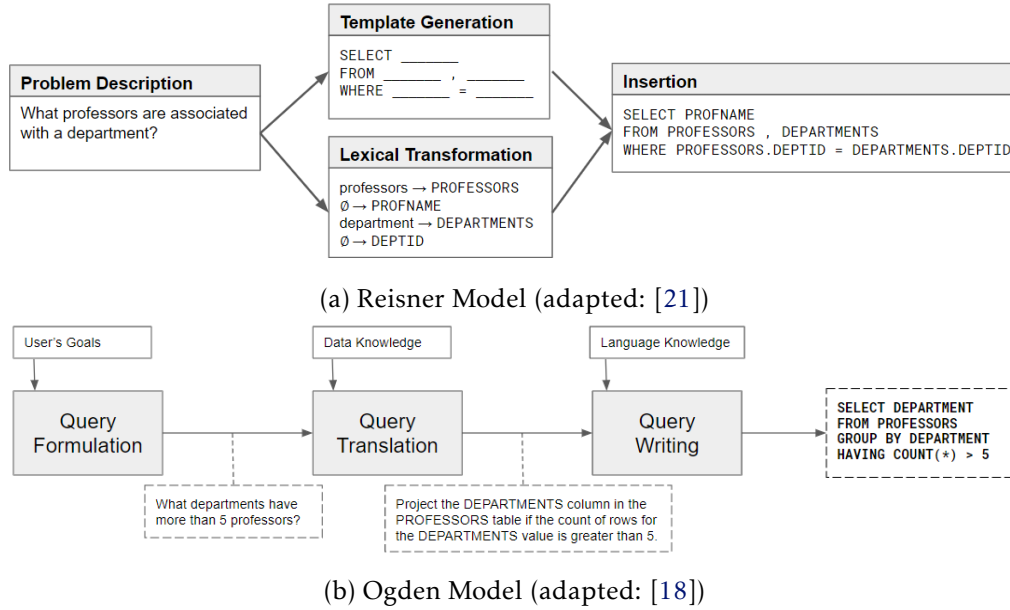 Template Generation
SELECT _______
FROM _______ , _______
WHERE _______ = _______
Problem Description
What professors are associated
with a department?
Lexical Transformation
professors → PROFESSORS
∅ → PROFNAME
department → DEPARTMENTS
∅ → DEPTID
Insertion
SELECT PROFNAME
FROM PROFESSORS , DEPARTMENTS
WHERE PROFESSORS.DEPTID = DEPARTMENTS.DEPTID
(a) Reisner Model (adapted: [21])
User's Goals
Data Knowledge
Language Knowledge
Query
Formulation
Query
Translation
Query
Writing
SELECT DEPARTMENT
FROM PROFESSORS
GROUP BY DEPARTMENT
HAVING COUNT(*) > 5
What departments have
more than 5 professors?
Project the DEPARTMENTS column in the
PROFESSORS table if the count of rows for
the DEPARTMENTS value is greater than 5.
(b) Ogden Model (adapted: [18])